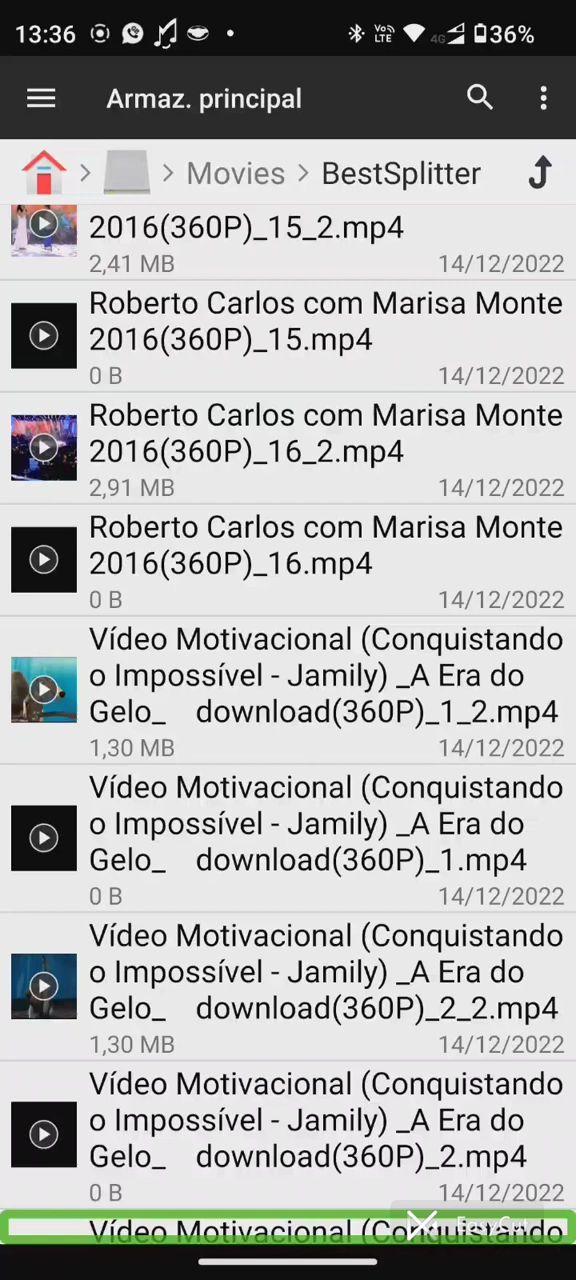 13:36
Vo)
LTE
4G
36%
Armaz. principal
Movies
BestSplitter
2016(360P)_15_2.mp4
2,41 MB
14/12/2022
Roberto Carlos com Marisa Monte
2016(360P)_15.mp4
0 B
14/12/2022
Roberto Carlos com Marisa Monte
2016(360P)_16_2.mp4
2,91 MB
14/12/2022
Roberto Carlos com Marisa Monte
2016(360P)_16.mp4
0 B
14/12/2022
Vídeo Motivacional (Conquistando
o Impossível - Jamily) _A Era do
Gelo_ download(360P)_1_2.mp4
1,30 MB
14/12/2022
Vídeo Motivacional (Conquistando
o Impossível - Jamily) _A Era do
Gelo_ download(360P)_1.mp4
0 B
14/12/2022
Vídeo Motivacional (Conquistando
o Impossível - Jamily) _A Era do
Gelo_ download(360P)_2_2.mp4
1,30 MB
14/12/2022
Vídeo Motivacional (Conquistando
o Impossível - Jamily) _A Era do
Gelo_ download(360P)_2.mp4
0 B
14/12/2022
Vídeo Motivacional (Conquistando
EasyCut